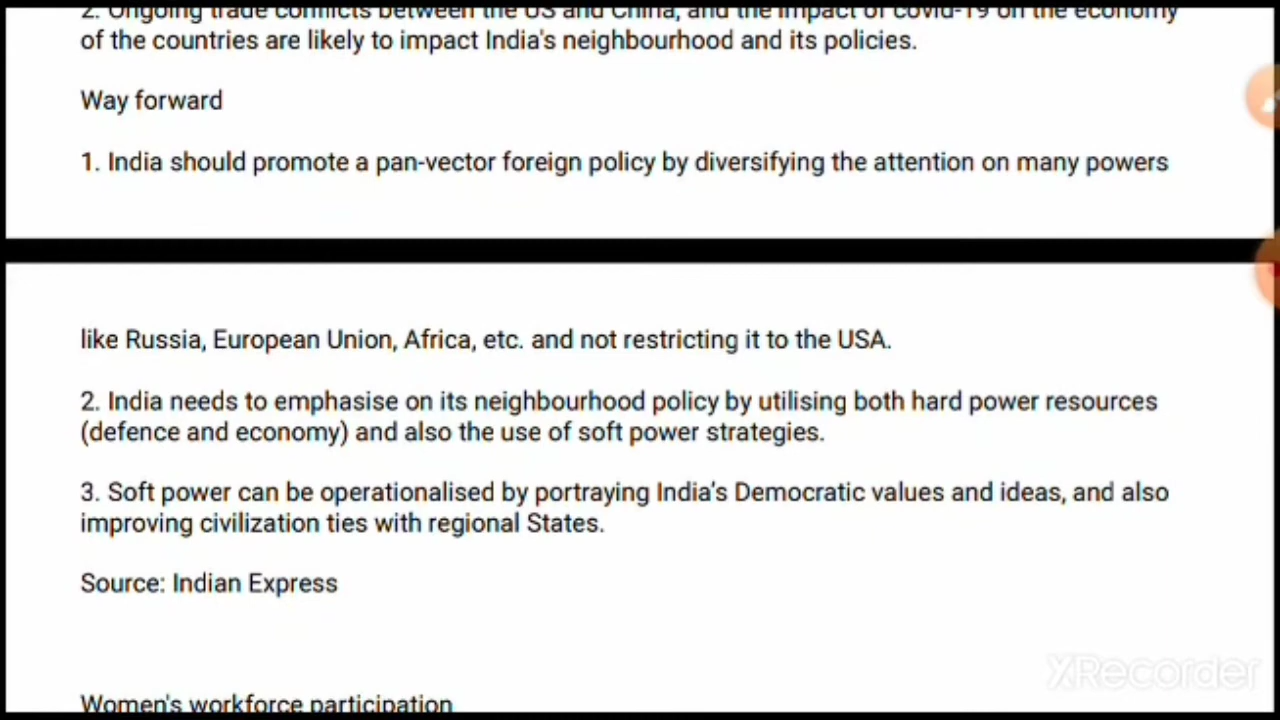 2. Ongoing trade conflicts between the US and China, and the impact of covid-19 on the economy
of the countries are likely to impact India's neighbourhood and its policies.
Way forward
1. India should promote a pan-vector foreign policy by diversifying the attention on many powers
like Russia, European Union, Africa, etc. and not restricting it to the USA.
2. India needs to emphasise on its neighbourhood policy by utilising both hard power resources
(defence and economy) and also the use of soft power strategies.
3. Soft power can be operationalised by portraying India's Democratic values and ideas, and also
improving civilization ties with regional States.
Source: Indian Express
XRecorder
Women's workforce participation